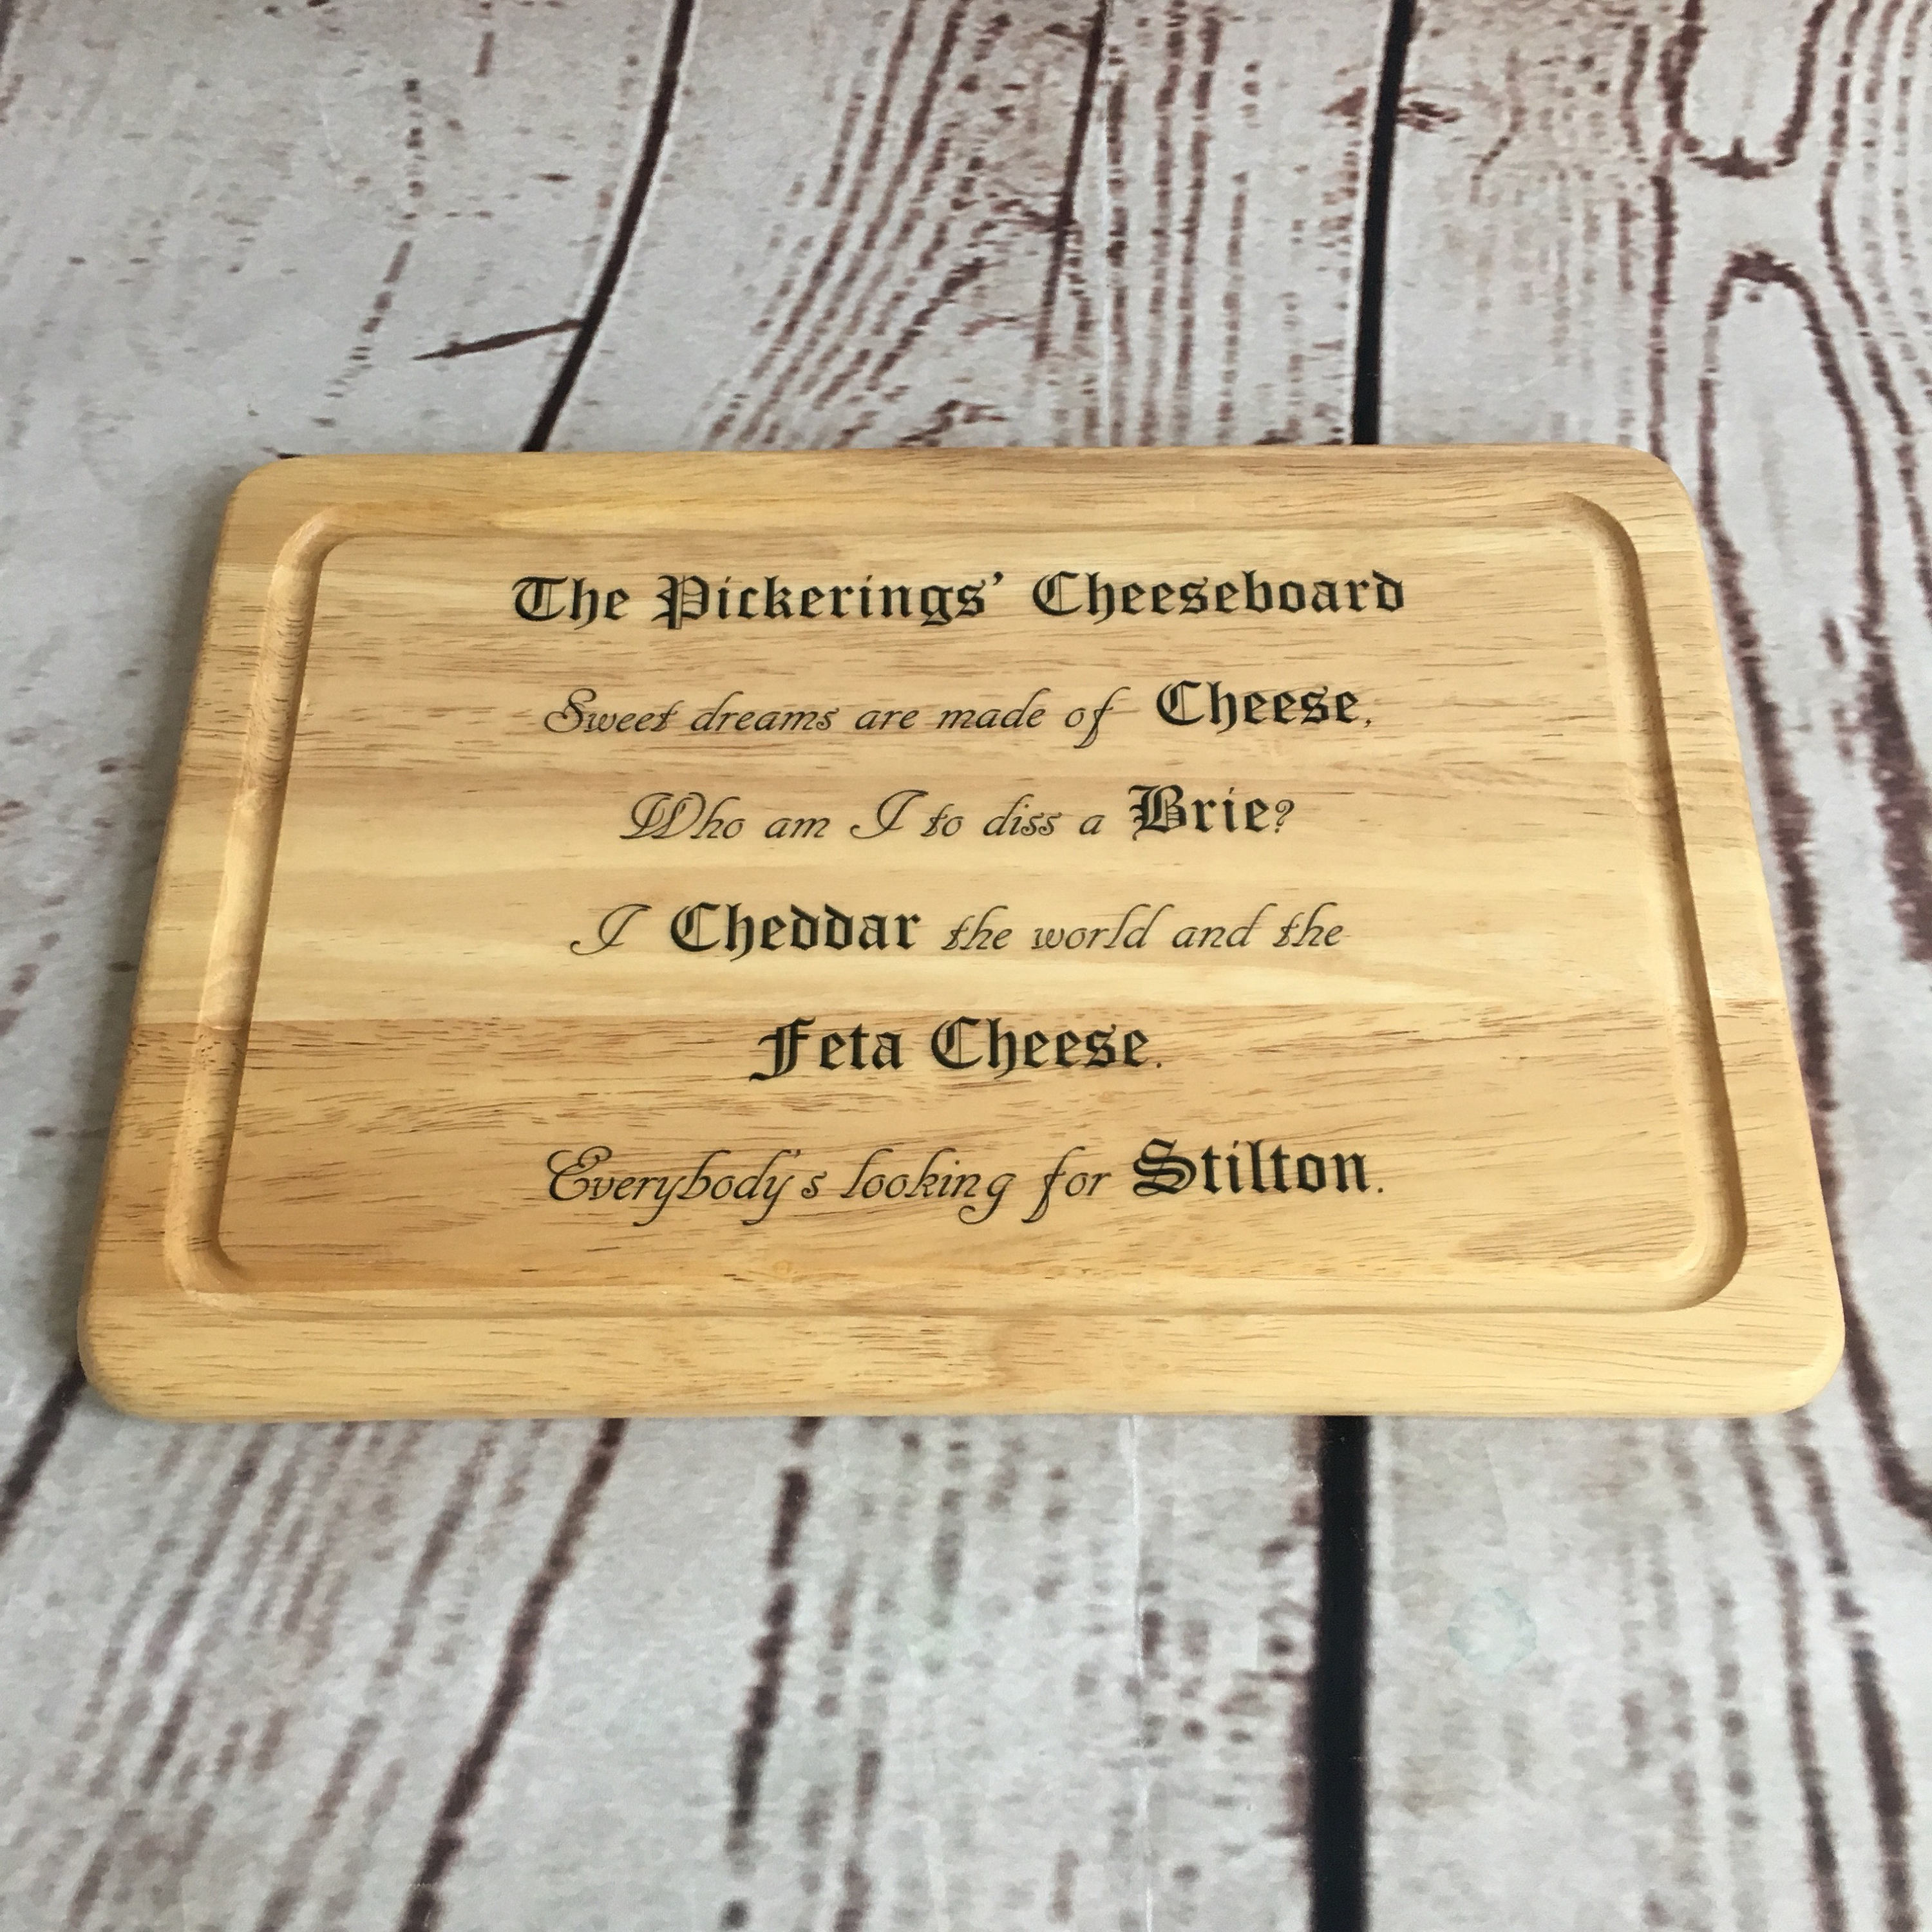 The Pickerings' Cheeseboard
Sweet dreams are made of Cheese,
Who am I to diss a Brie?
I Cheddar the world and the
Feta Cheese.
Everybody's looking for Stilton.